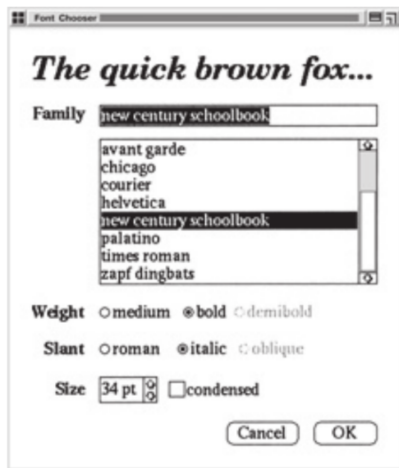 Font Chooser
The quick brown fox...
Family new century schoolbook
avant garde
chicago
courier
helvetica
new century schoolbook
palatino
times roman
zapf dingbats
Weight medium bold demibold
Slant roman italic oblique
Size 34 pt condensed
Cancel OK